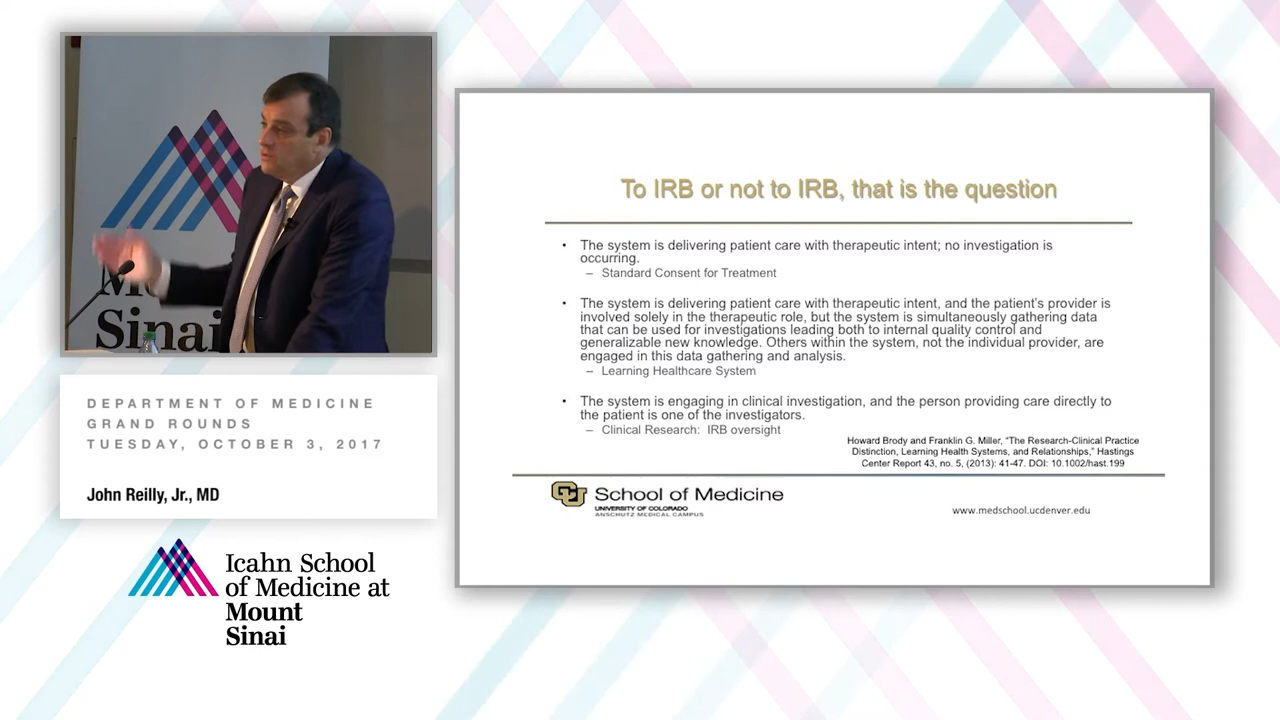 Mount
Sinai
DEPARTMENT OF MEDICINE
GRAND ROUNDS
TUESDAY, OCTOBER 3, 2017
John Reilly, Jr., MD
Icahn School
of Medicine at
Mount
Sinai
To IRB or not to IRB, that is the question
• The system is delivering patient care with therapeutic intent; no investigation is
occurring.
– Standard Consent for Treatment
• The system is delivering patient care with therapeutic intent, and the patient's provider is
involved solely in the therapeutic role, but the system is simultaneously gathering data
that can be used for investigations leading both to internal quality control and
generalizable new knowledge. Others within the system, not the individual provider, are
engaged in this data gathering and analysis.
– Learning Healthcare System
• The system is engaging in clinical investigation, and the person providing care directly to
the patient is one of the investigators.
– Clinical Research: IRB oversight
Howard Brody and Franklin G. Miller, "The Research-Clinical Practice
Distinction, Learning Health Systems, and Relationships," Hastings
Center Report 43, no. 5, (2013): 41-47. DOI: 10.1002/hast.199
CU School of Medicine
UNIVERSITY OF COLORADO
ANSCHUTZ MEDICAL CAMPUS
www.medschool.ucdenver.edu